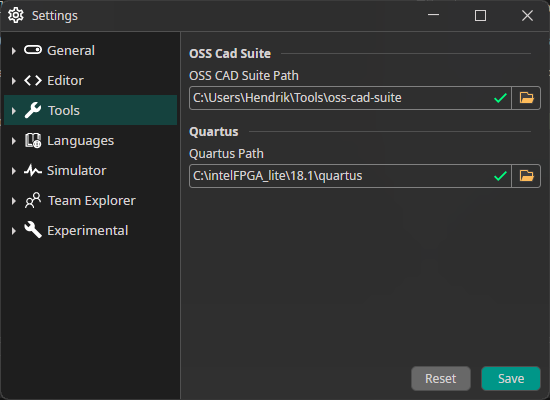 Settings
General
Editor
Tools
Languages
Simulator
Team Explorer
Experimental
OSS Cad Suite
OSS CAD Suite Path
C:\Users\Hendrik\Tools\oss-cad-suite
Quartus
Quartus Path
C:\intelFPGA_lite\18.1\quartus
Reset
Save